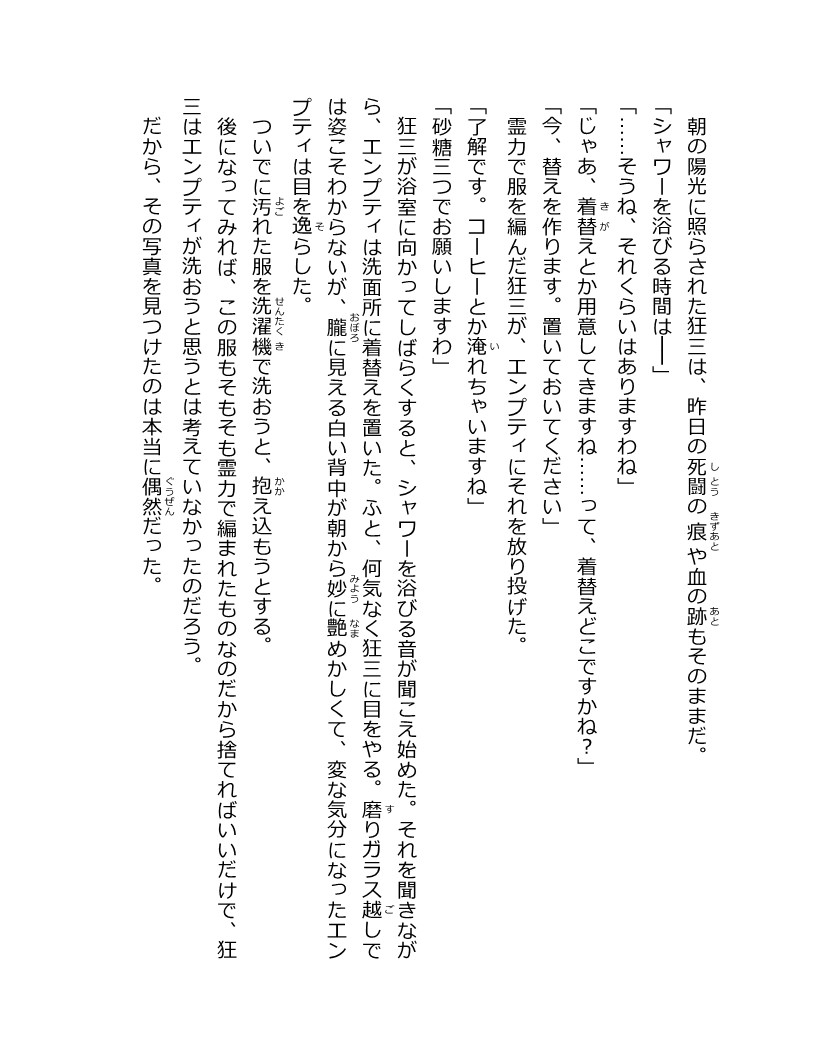 朝の陽光に照らされた狂三は、昨日の死闘の痕や血の跡もそのままだ。
「シャワーを浴びる時間は――」
「……そうね、それくらいはありますわね」
「じゃあ、着替えとか用意してきますね……って、着替えどこですかね？」
「今、替えを作ります。置いておいてください」
霊力で服を編んだ狂三が、エンプティにそれを放り投げた。
「了解です。コーヒーとか淹れちゃいますね」
「砂糖三つでお願いしますわ」
狂三が浴室に向かってしばらくすると、シャワーを浴びる音が聞こえ始めた。それを聞きなが
ら、エンプティは洗面所に着替えを置いた。ふと、何気なく狂三に目をやる。磨りガラス越しで
は姿こそわからないが、朧に見える白い背中が朝から妙に艶めかしくて、変な気分になったエン
プティは目を逸らした。
ついでに汚れた服を洗濯機で洗おうと、抱え込もうとする。
後になってみれば、この服もそもそも霊力で編まれたものなのだから捨てればいいだけで、狂
三はエンプティが洗おうと思うとは考えていなかったのだろう。
だから、その写真を見つけたのは本当に偶然だった。